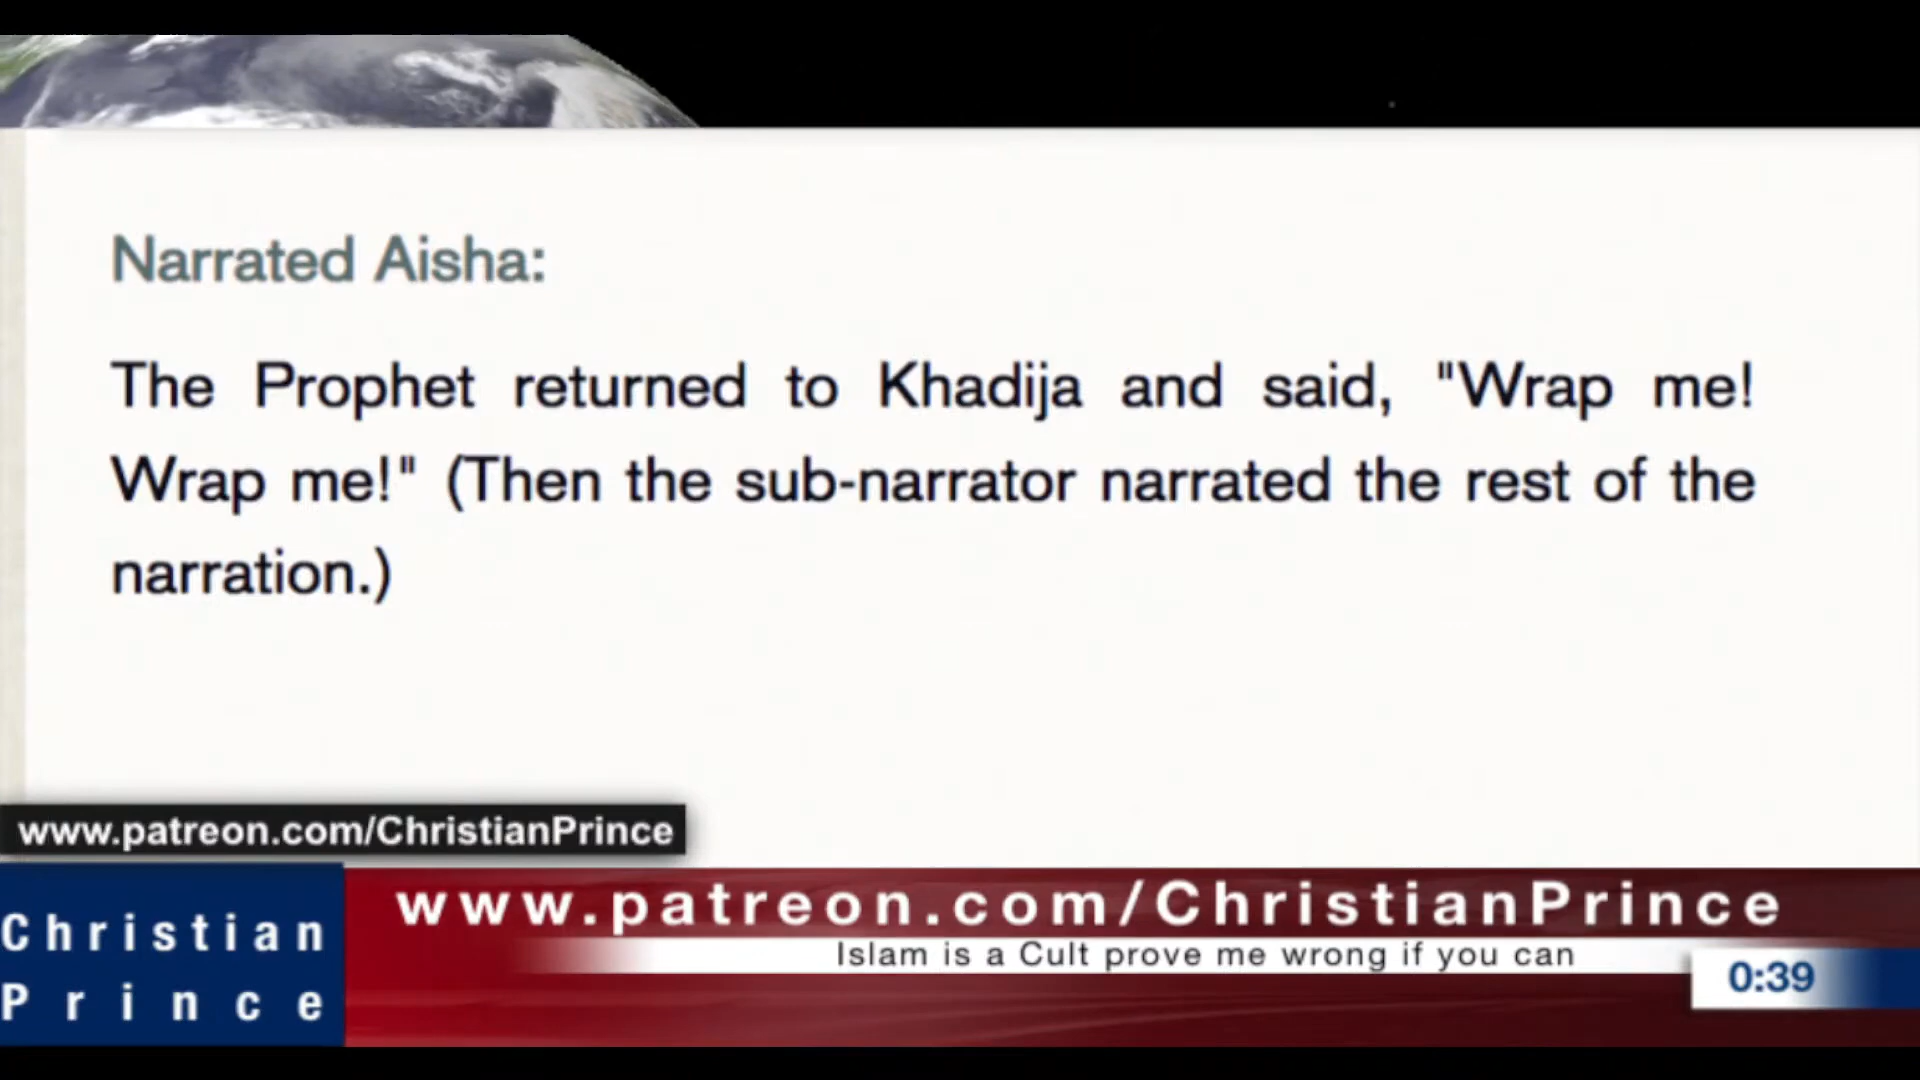 Narrated Aisha:
The Prophet returned to Khadija and said, "Wrap me!
Wrap me!" (Then the sub-narrator narrated the rest of the
narration.)
www.patreon.com/ChristianPrince
Christian
Prince
www.patreon.com/ChristianPrince
Islam is a Cult prove me wrong if you can
0:39